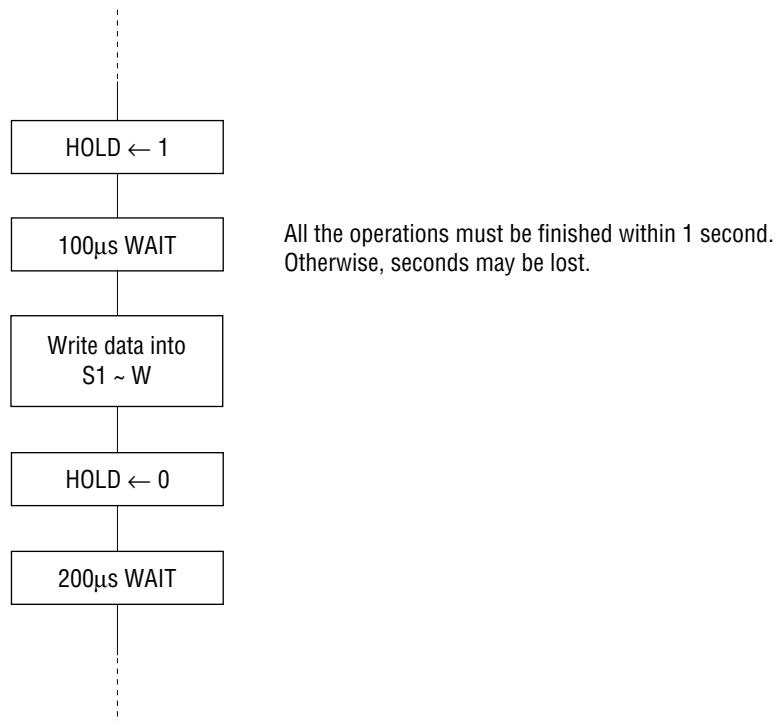 HOLD ← 1
100μs WAIT
All the operations must be finished within 1 second.
Otherwise, seconds may be lost.
Write data into
S1 ~ W
HOLD ← 0
200μs WAIT